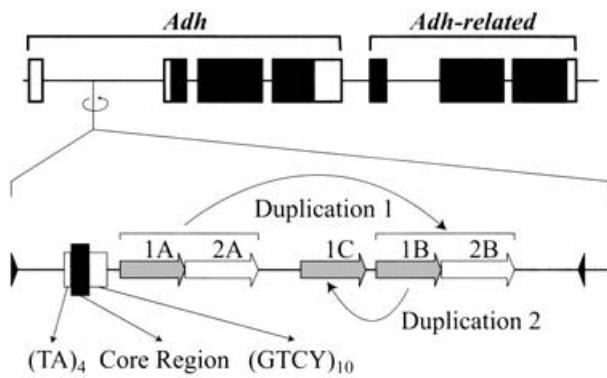 Adh Adh-related
Duplication 1
1A 2A 1C 1B 2B
Duplication 2
(TA)4 Core Region (GTCY)10